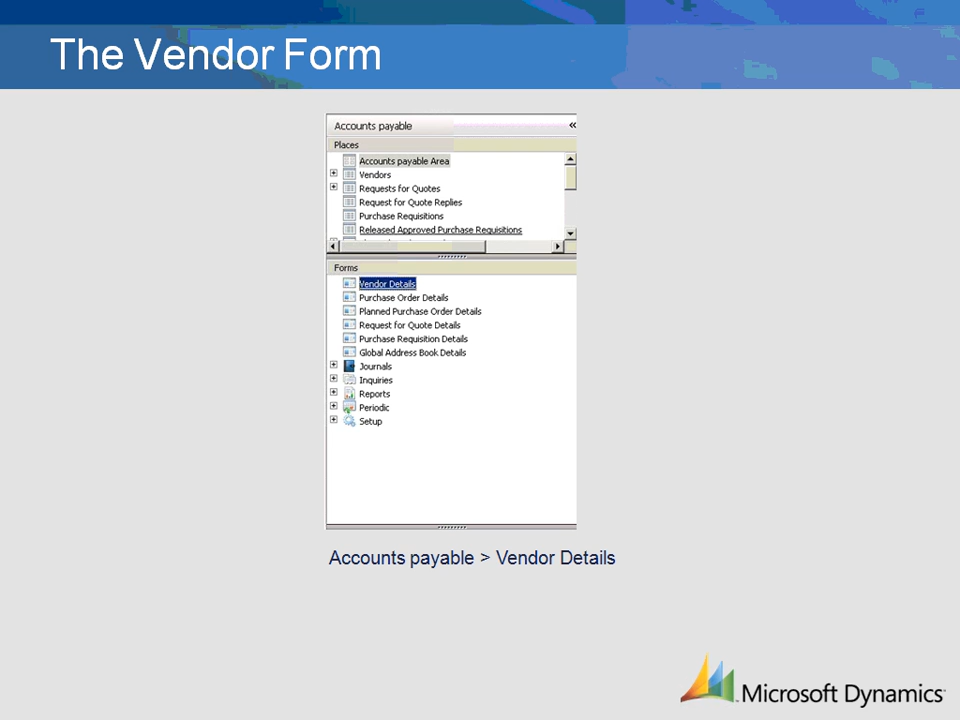 The Vendor Form
Accounts payable «
Places
Accounts payable Area
Vendors
Requests for Quotes
Request for Quote Replies
Purchase Requisitions
Released Approved Purchase Requisitions
Forms
Vendor Details
Purchase Order Details
Planned Purchase Order Details
Request for Quote Details
Purchase Requisition Details
Global Address Book Details
Journals
Inquiries
Reports
Periodic
Setup
Accounts payable > Vendor Details
Microsoft Dynamics